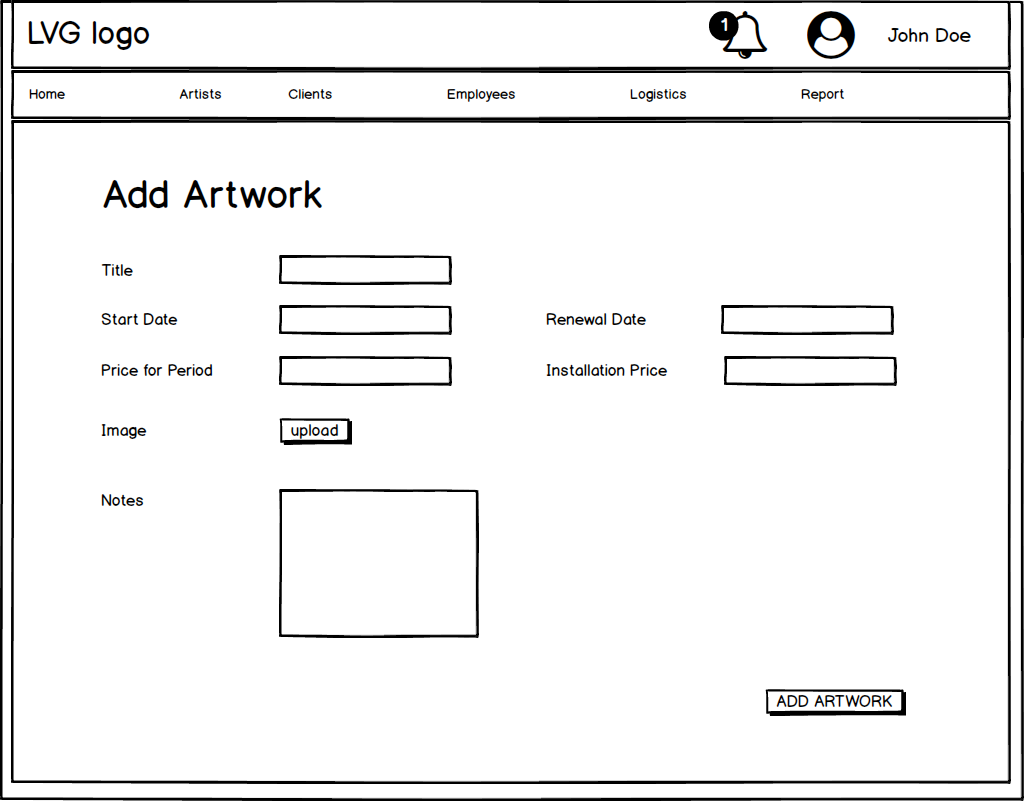 LVG logo
1
John Doe
Home Artists Clients Employees Logistics Report
Add Artwork
Title
Start Date Renewal Date
Price for Period Installation Price
Image upload
Notes
ADD ARTWORK